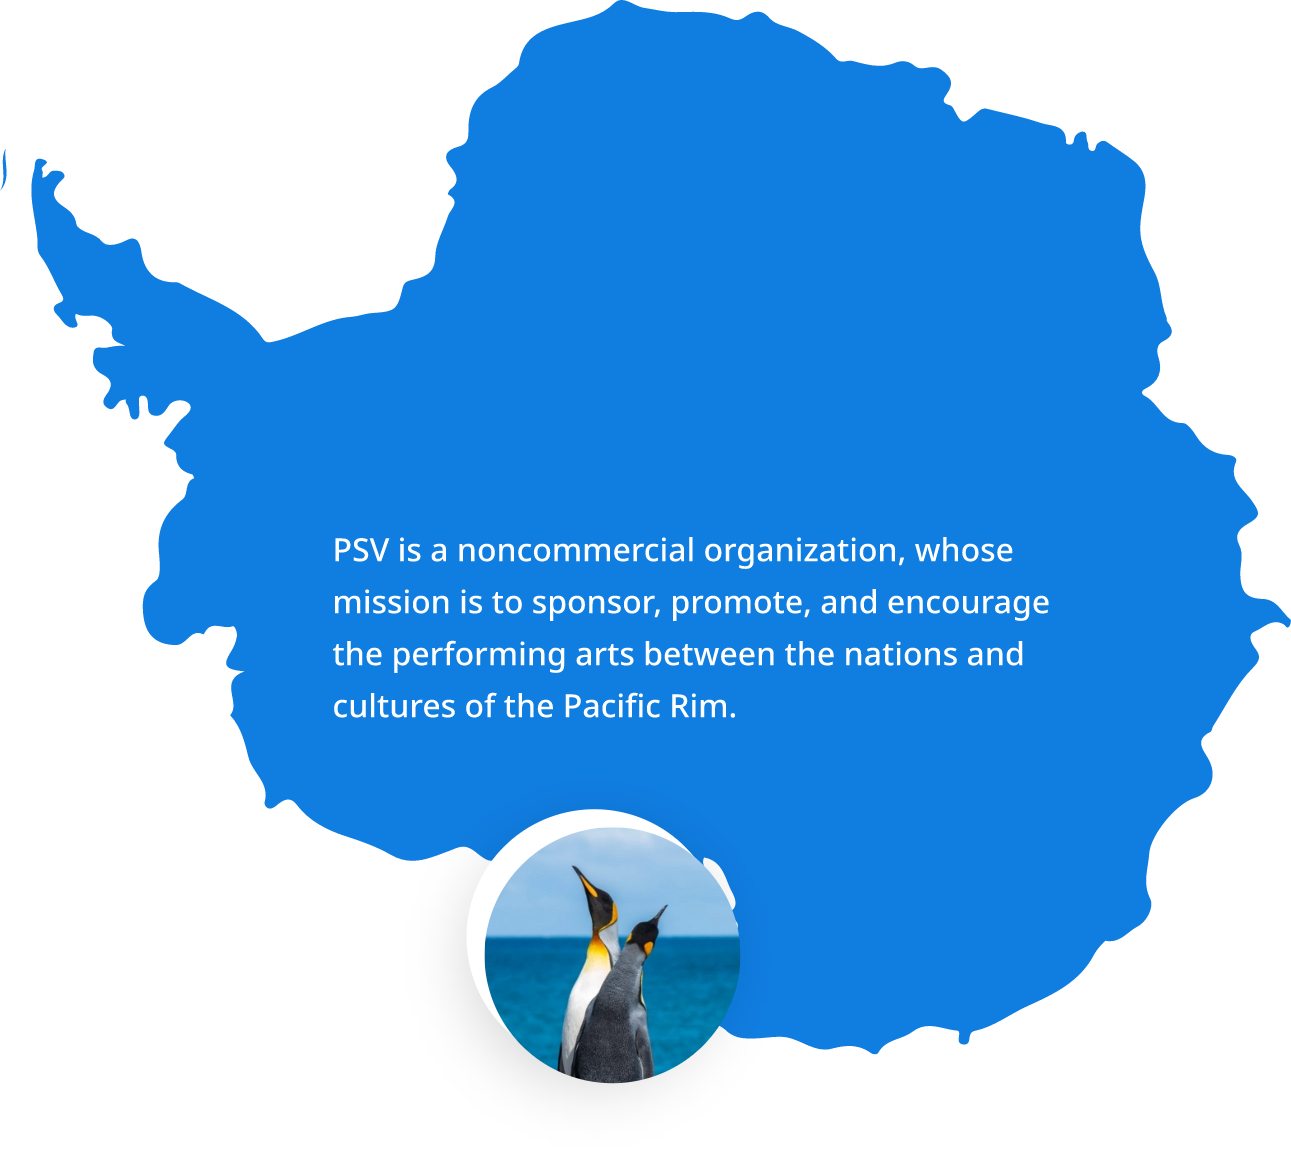 PSV is a noncommercial organization, whose
mission is to sponsor, promote, and encourage
the performing arts between the nations and
cultures of the Pacific Rim.